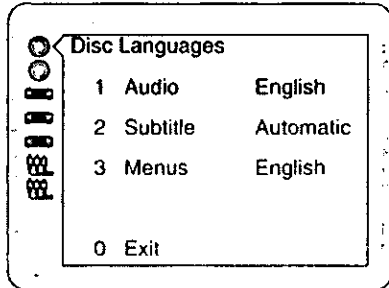 Disc Languages
1 Audio English
2 Subtitle Automatic
3 Menus English
0 Exit